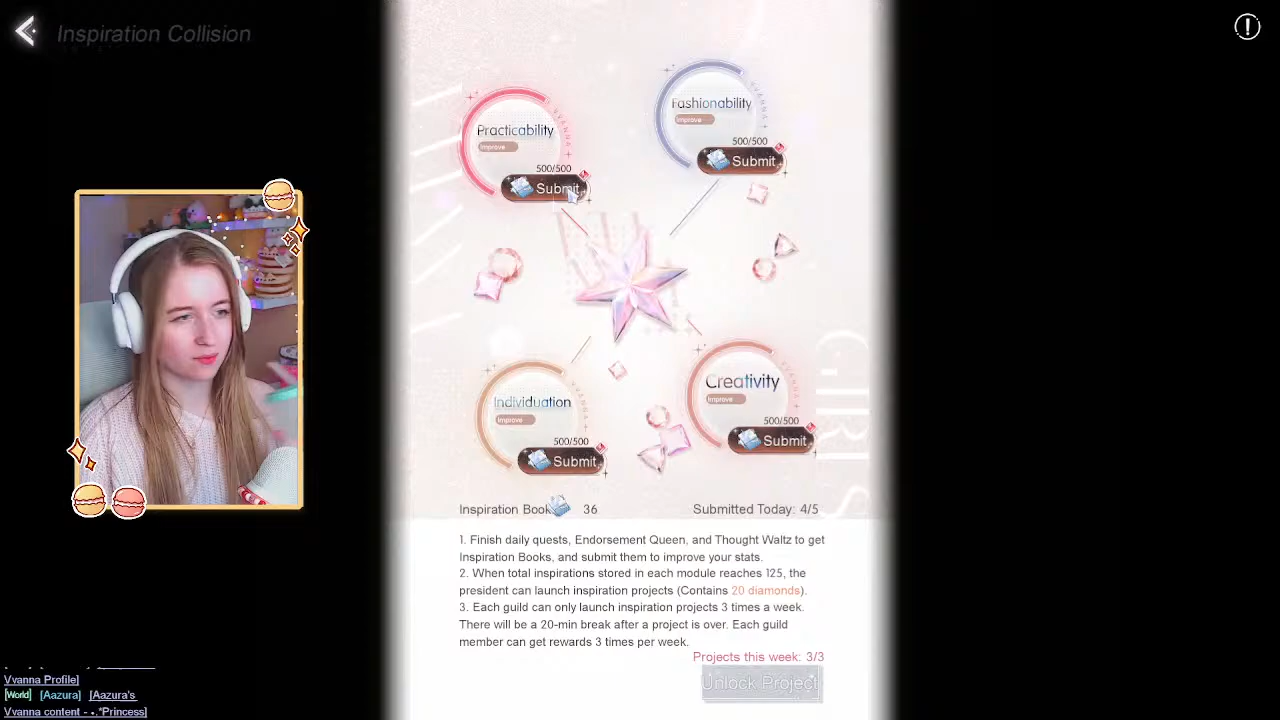 Inspiration Collision
Practicability
Improve
500/500
Submit
Fashionability
Improve
500/500
Submit
Individuation
Improve
500/500
Submit
Creativity
Improve
500/500
Submit
Inspiration Book 36
Submitted Today: 4/5
1. Finish daily quests, Endorsement Queen, and Thought Waltz to get
Inspiration Books, and submit them to improve your stats.
2. When total inspirations stored in each module reaches 125, the
president can launch inspiration projects (Contains 20 diamonds).
3. Each guild can only launch inspiration projects 3 times a week.
There will be a 20-min break after a project is over. Each guild
member can get rewards 3 times per week.
Projects this week: 3/3
Unlock Project
Vvanna Profile]
[World] [Aazura] [Aazura's
Vvanna content - ⋆.*Princess]